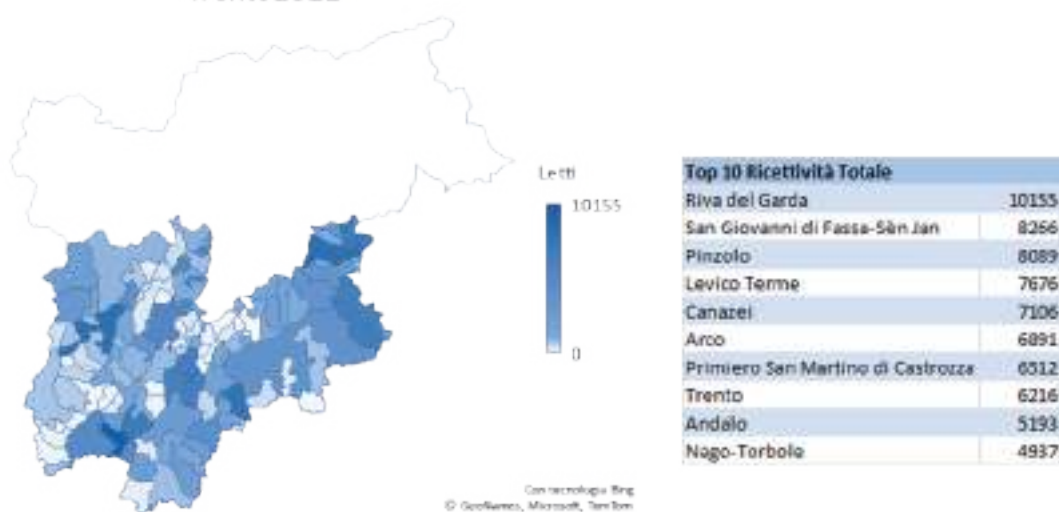 Letti
10155
0
Top 10 Ricettività Totale
Riva del Garda 10155
San Giovanni di Fassa-Sèn Jan 8266
Pinzolo 8089
Levico Terme 7676
Canazei 7106
Arco 6891
Primiero San Martino di Castrozza 6512
Trento 6216
Andalo 5193
Nago-Torbole 4937
Con tecnologia Bing
© GeoNames, Microsoft, TomTom